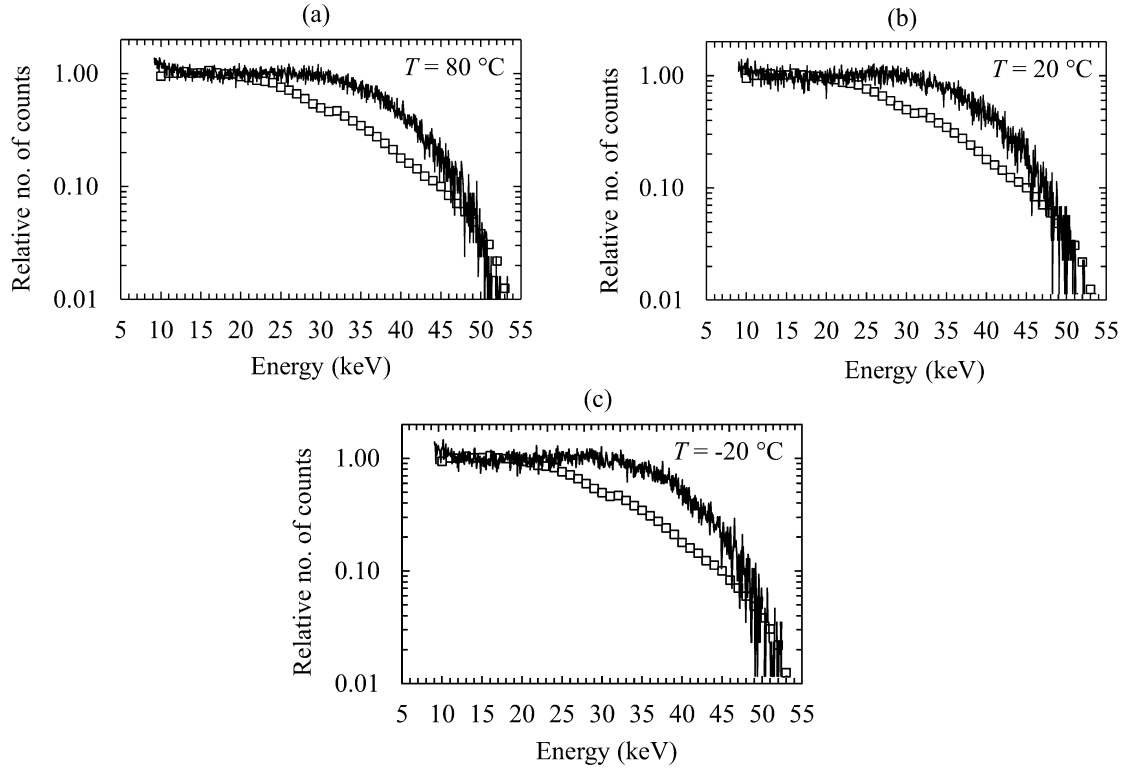 (a)
T = 80 °C
1.00
0.10
0.01
Relative no. of counts
5 10 15 20 25 30 35 40 45 50 55
Energy (keV)
(b)
T = 20 °C
1.00
0.10
0.01
Relative no. of counts
5 10 15 20 25 30 35 40 45 50 55
Energy (keV)
(c)
T = -20 °C
1.00
0.10
0.01
Relative no. of counts
5 10 15 20 25 30 35 40 45 50 55
Energy (keV)